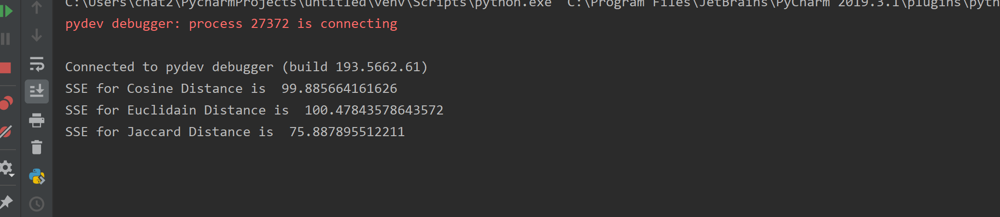 C:\Users\chat2\PycharmProjects\untitled\venv\Scripts\python.exe "C:\Program Files\JetBrains\PyCharm 2019.3.1\plugins\pyth
pydev debugger: process 27372 is connecting
Connected to pydev debugger (build 193.5662.61)
SSE for Cosine Distance is  99.885664161626
SSE for Euclidain Distance is  100.47843578643572
SSE for Jaccard Distance is  75.887895512211